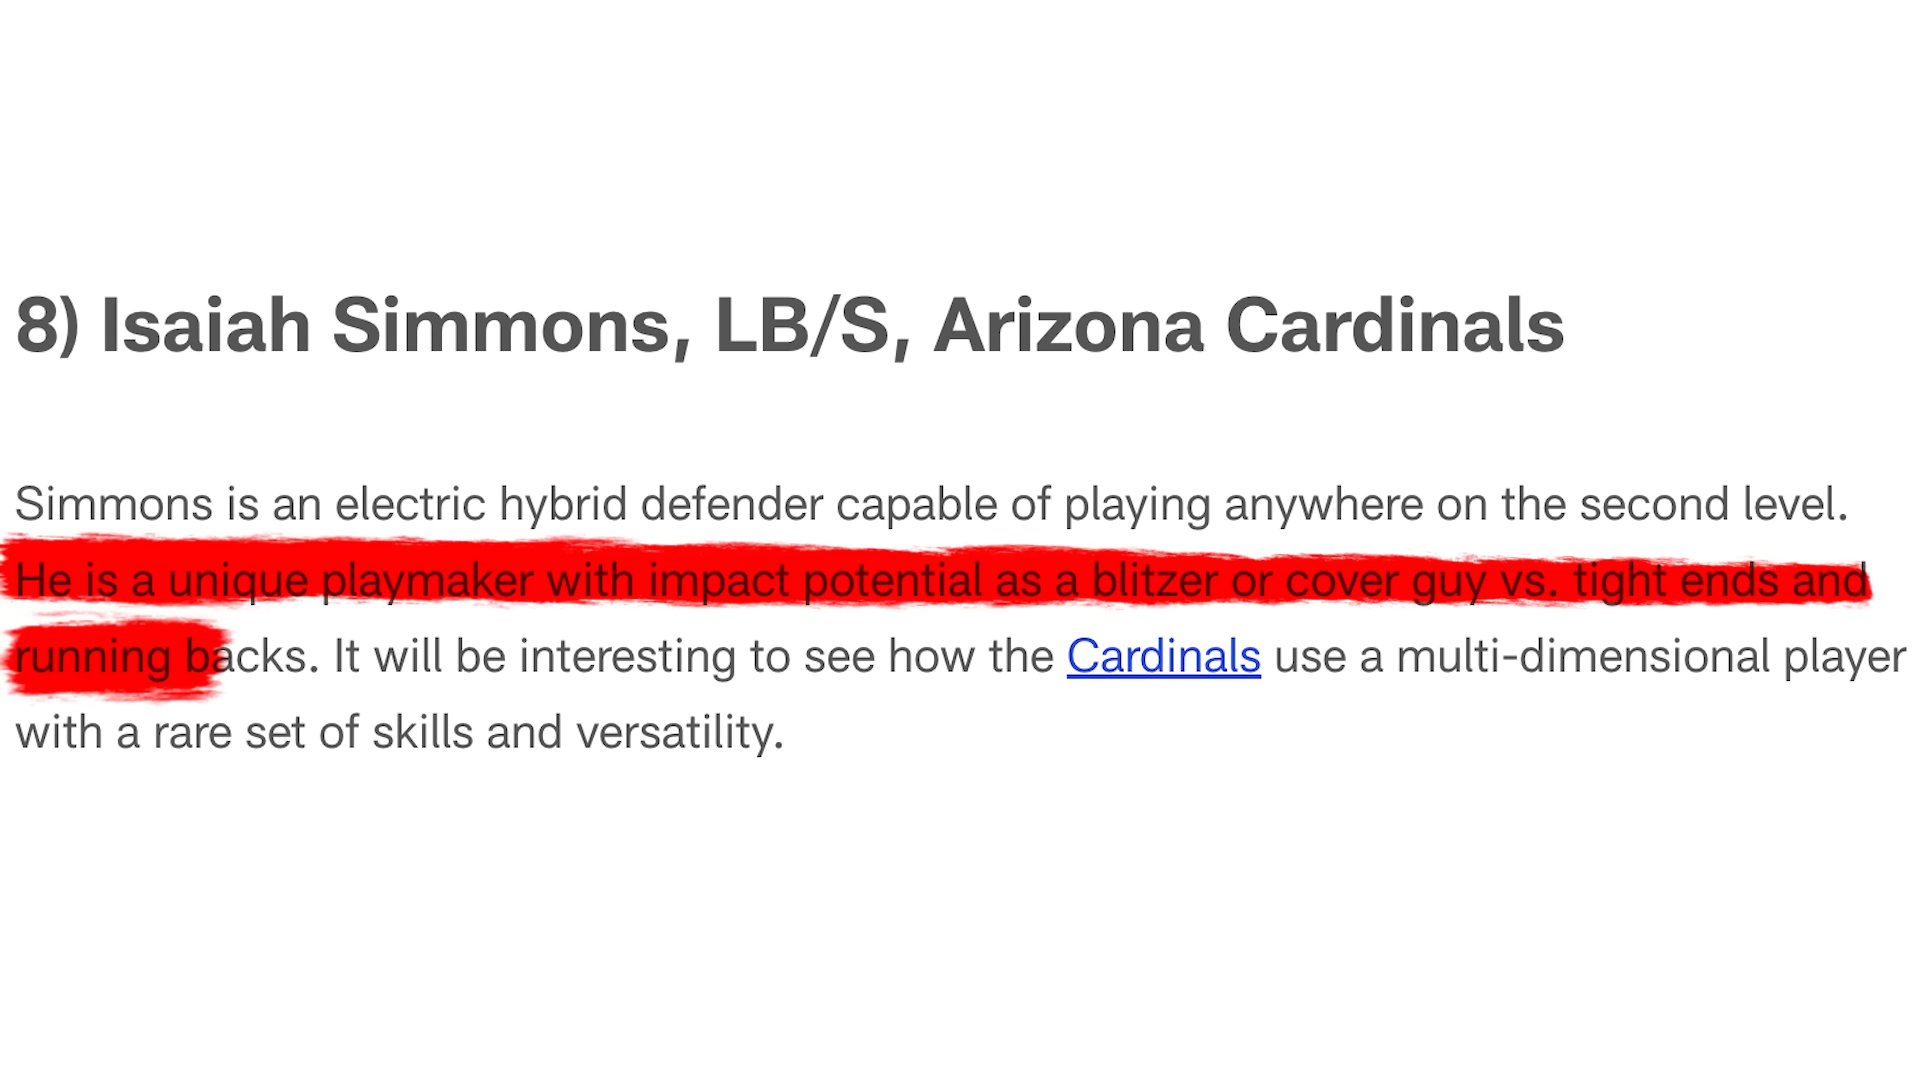 8) Isaiah Simmons, LB/S, Arizona Cardinals
Simmons is an electric hybrid defender capable of playing anywhere on the second level.
He is a unique playmaker with impact potential as a blitzer or cover guy vs. tight ends and
running backs. It will be interesting to see how the Cardinals use a multi-dimensional player
with a rare set of skills and versatility.